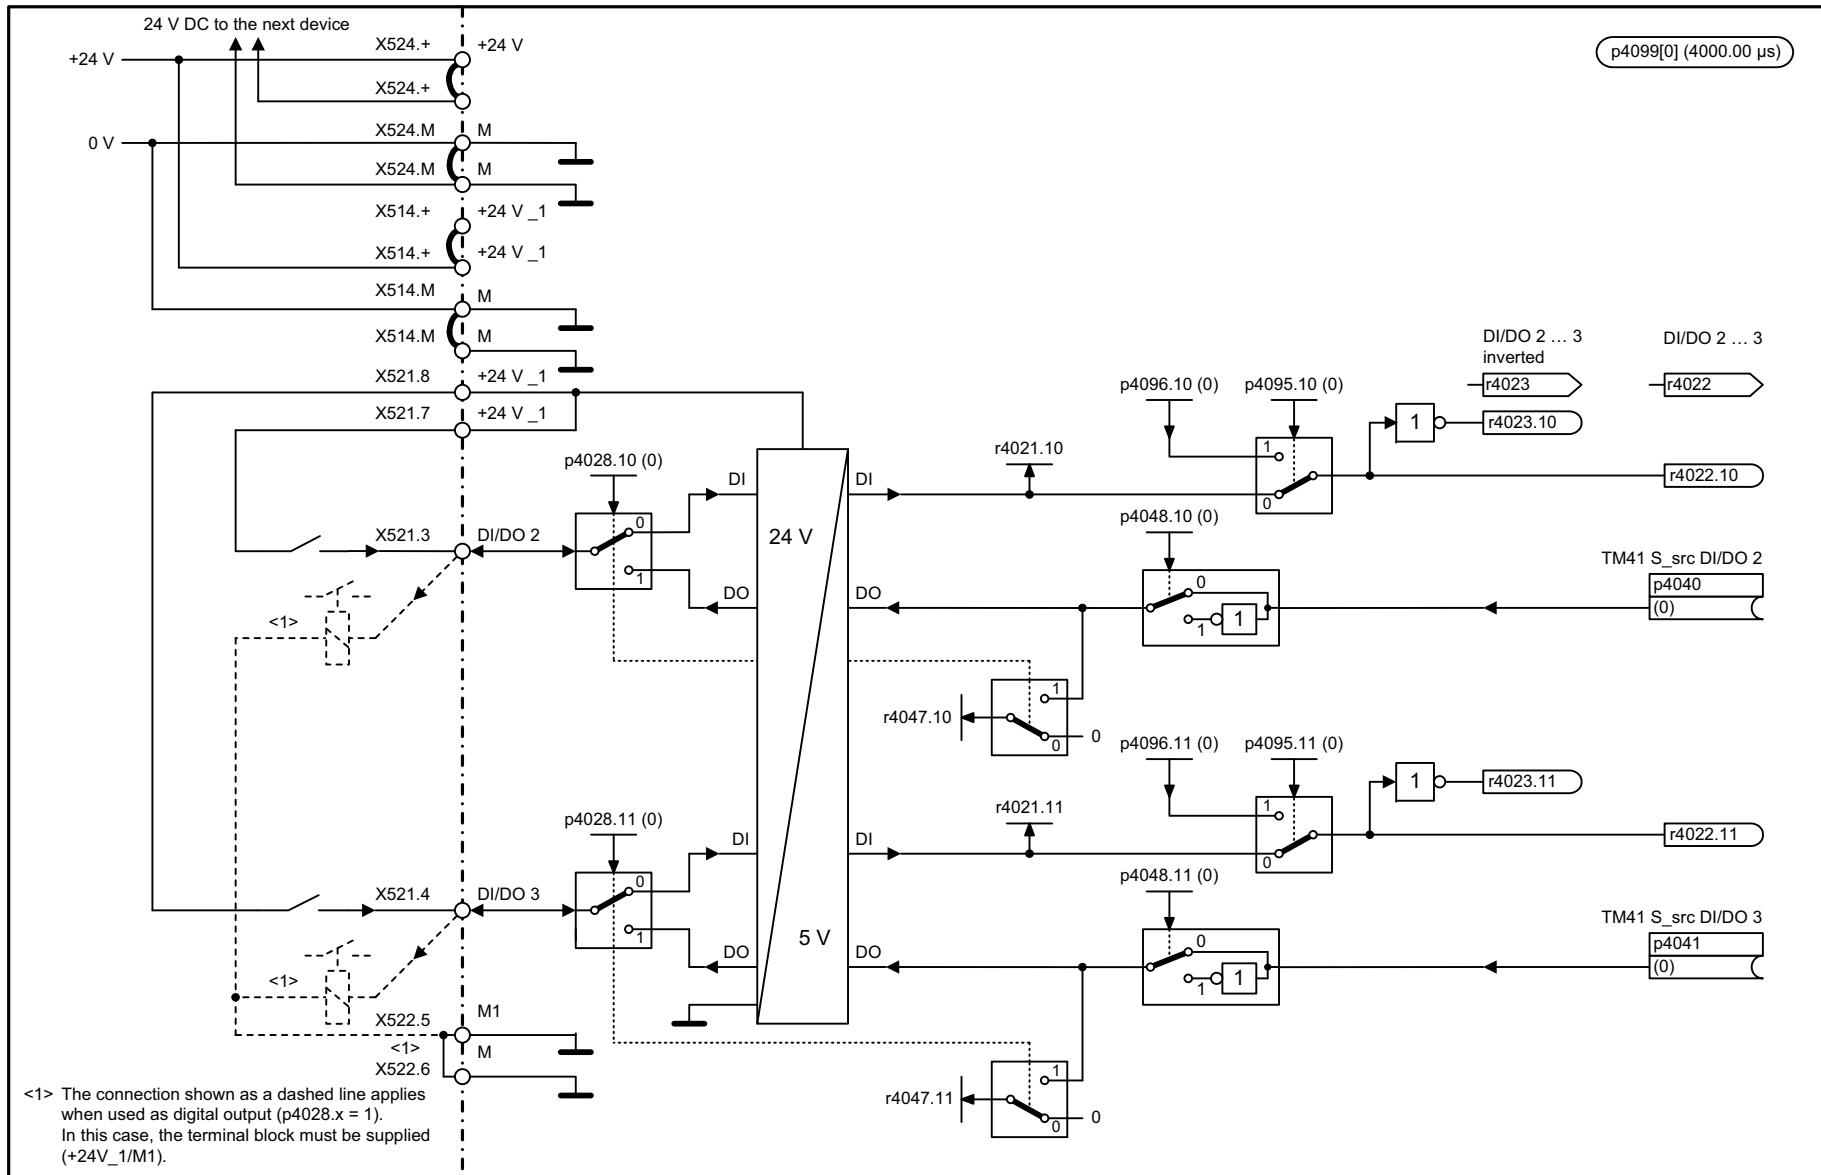 24 V DC to the next device
X524.+
+24 V
+24 V
p4099[0] (4000.00 µs)
X524.+
X524.M
M
0 V
X524.M
M
X514.+
+24 V _1
X514.+
+24 V _1
X514.M
M
X514.M
M
DI/DO 2 … 3
inverted
DI/DO 2 … 3
X521.8
+24 V _1
p4096.10 (0)
p4095.10 (0)
r4023
r4022
X521.7
+24 V _1
1
r4023.10
r4021.10
1
p4028.10 (0)
DI
DI
0
r4022.10
p4048.10 (0)
X521.3
DI/DO 2
0
1
24 V
TM41 S_src DI/DO 2
p4040
(0)
DO
DO
0
1
1
<1>
1
r4047.10
0
0
p4096.11 (0)
p4095.11 (0)
1
r4023.11
r4021.11
1
p4028.11 (0)
DI
DI
0
r4022.11
p4048.11 (0)
X521.4
DI/DO 3
0
1
5 V
TM41 S_src DI/DO 3
p4041
(0)
DO
DO
0
1
1
<1>
X522.5
M1
<1>
M
X522.6
1
r4047.11
0
0
<1> The connection shown as a dashed line applies
when used as digital output (p4028.x = 1).
In this case, the terminal block must be supplied
(+24V_1/M1).